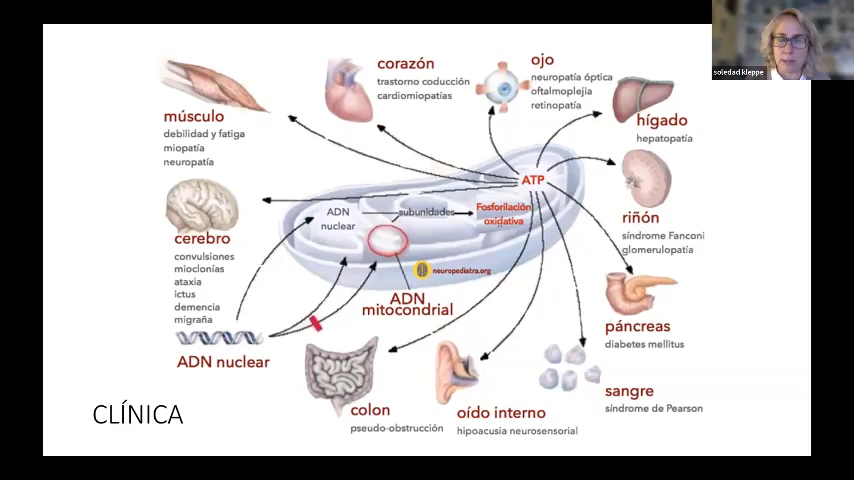 soledad kleppe
músculo
debilidad y fatiga
miopatía
neuropatía
corazón
trastorno coducción
cardiomiopatías
ojo
neuropatía óptica
oftalmoplejia
retinopatía
hígado
hepatopatía
riñón
síndrome Fanconi
glomerulopatía
páncreas
diabetes mellitus
sangre
síndrome de Pearson
oído interno
hipoacusia neurosensorial
colon
pseudo-obstrucción
cerebro
convulsiones
mioclonías
ataxia
ictus
demencia
migraña
ADN nuclear
ADN
nuclear
subunidades
Fosforilación
oxidativa
ATP
neuropediatra.org
ADN
mitocondrial
CLÍNICA